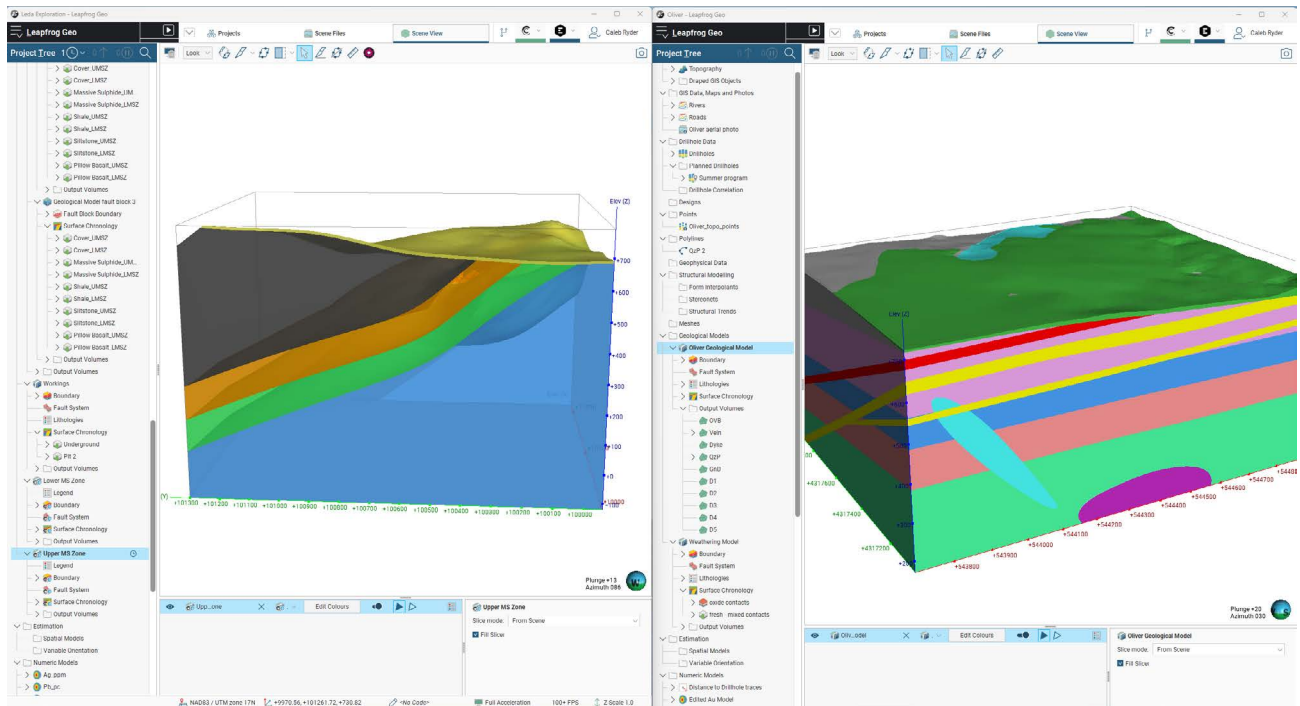 Lesta Exploration - Leapfrog Geo
Leapfrog Geo
Projects
Scene Files
Scene View
Caleb Ryder
Project Tree
1
Look
Cover_UMSZ
Cover_LMSZ
Massive Sulphide_UM
Massive Sulphide_LMSZ
Shale_UMSZ
Shale_LMSZ
Siltstone_UMSZ
Siltstone_LMSZ
Pillow Basalt_UMSZ
Pillow Basalt_LMSZ
Output Volumes
Geological Model fault block 3
Fault Block Boundary
Surface Chronology
Cover_UMSZ
Cover_LMSZ
Massive Sulphide_UM...
Massive Sulphide_LMSZ
Shale_UMSZ
Shale_LMSZ
Siltstone_UMSZ
Siltstone_LMSZ
Pillow Basalt_UMSZ
Pillow Basalt_LMSZ
Output Volumes
Output Volumes
Workings
Boundary
Fault System
Lithologies
Surface Chronology
Underground
Pit 2
Output Volumes
Lower MS Zone
Legend
Boundary
Fault System
Surface Chronology
Output Volumes
Upper MS Zone
Legend
Boundary
Fault System
Surface Chronology
Output Volumes
Estimation
Spatial Models
Variable Orientation
Numeric Models
Ag_ppm
Pb_pc
Elev (Z)
+700
+600
+500
+400
+300
+200
+100
+0
-100
(Y)
+101300
+101200
+101100
+101000
+100900
+100800
+100700
+100600
+100500
+100400
+100300
+100200
+100100
Plunge +13
Azimuth 086
W
Upp...one
Edit Colours
Upper MS Zone
Slice mode: From Scene
Fill Slicer
NAD83 / UTM zone 17N
+9970.56, +101261.72, +730.82
<No Code>
Full Acceleration
100+ FPS
Z Scale 1.0
Oliver - Leapfrog Geo
Leapfrog Geo
Projects
Scene Files
Scene View
Caleb Ryder
Project Tree
Look
Topography
Draped GIS Objects
GIS Data, Maps and Photos
Rivers
Roads
Oliver aerial photo
Drillhole Data
Drillholes
Planned Drillholes
Summer program
Drillhole Correlation
Designs
Points
Oliver_topo_points
Polylines
QzP 2
Geophysical Data
Structural Modelling
Form Interpolants
Stereonets
Structural Trends
Meshes
Geological Models
Oliver Geological Model
Boundary
Fault System
Lithologies
Surface Chronology
Output Volumes
OVB
Vein
Dyke
QzP
GnD
D1
D2
D3
D4
D5
Weathering Model
Boundary
Fault System
Lithologies
Surface Chronology
oxide contacts
fresh - mixed contacts
Output Volumes
Estimation
Spatial Models
Variable Orientation
Numeric Models
Distance to Drillhole traces
Edited Au Model
Elev (Z)
+4317600
+4317400
+4317200
+543800
+543900
+544000
+544100
+544200
+544300
+544400
+544500
+544600
+544700
Plunge +20
Azimuth 030
Oliv...odel
Edit Colours
Oliver Geological Model
Slice mode: From Scene
Fill Slicer